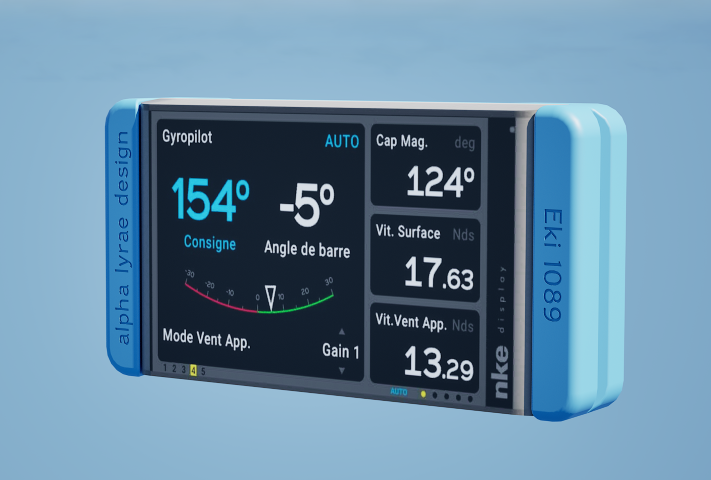 alpha lyrae design
Gyropilot
AUTO
154°
-5°
Consigne
Angle de barre
-30 -20 -10 0 10 20 30
Mode Vent App.
Gain 1
1 2 3 4 5
Cap Mag. deg
124°
Vit. Surface Nds
17.63
Vit.Vent App. Nds
13.29
AUTO
nke display
Eki 1089